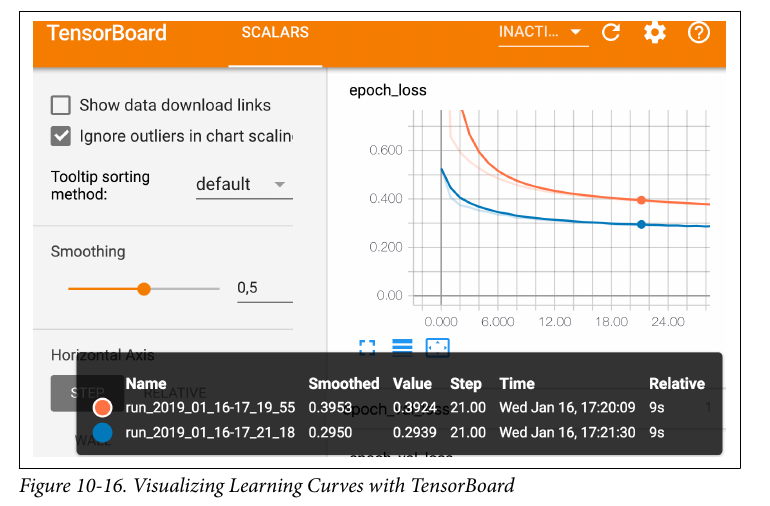 TensorBoard SCALARS INACTI...
epoch_loss
Show data download links
Ignore outliers in chart scalin
Tooltip sorting
method: default
Smoothing
0,5
0.600
0.400
0.200
0.00
0.000 6.000 12.00 18.00 24.00
Horizontal Axis
STEP RELATIVE
WALL
Name Smoothed Value Step Time Relative
run_2019_01_16-17_19_55 0.3953 0.3924 21.00 Wed Jan 16, 17:20:09 9s
run_2019_01_16-17_21_18 0.2950 0.2939 21.00 Wed Jan 16, 17:21:30 9s
epoch_val_loss
Figure 10-16. Visualizing Learning Curves with TensorBoard